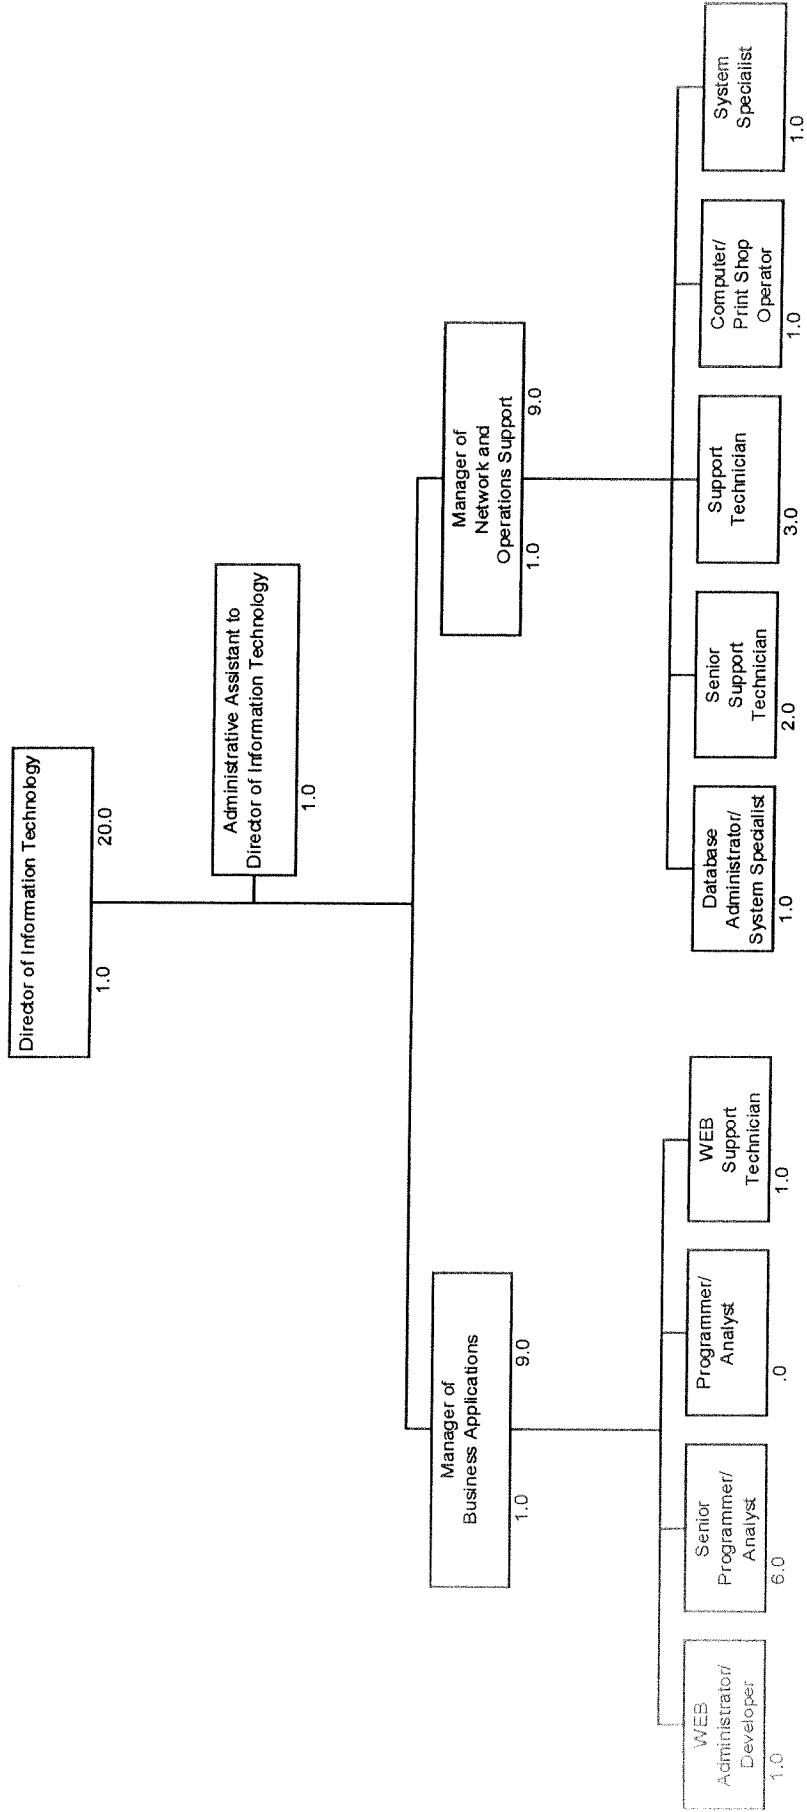 Director of Information Technology
1.0
20.0
Administrative Assistant to
Director of Information Technology
1.0
Manager of
Business Applications
1.0
9.0
Manager of
Network and
Operations Support
1.0
9.0
WEB
Administrator/
Developer
1.0
Senior
Programmer/
Analyst
6.0
Programmer/
Analyst
.0
WEB
Support
Technician
1.0
Database
Administrator/
System Specialist
1.0
Senior
Support
Technician
2.0
Support
Technician
3.0
Computer/
Print Shop
Operator
1.0
System
Specialist
1.0